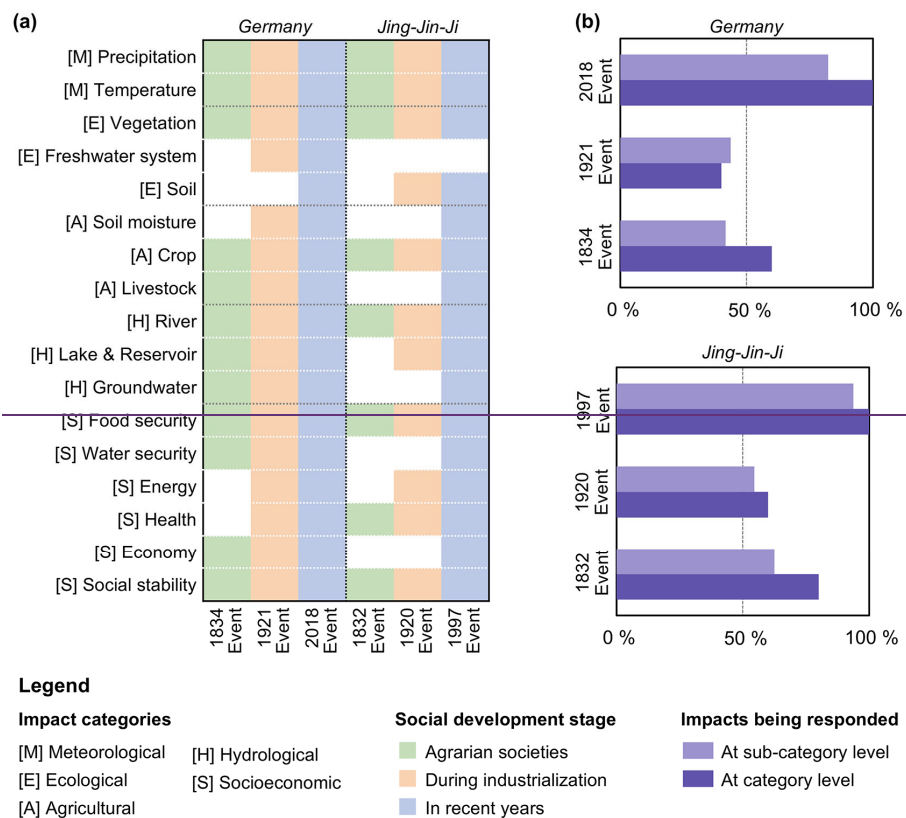 (a)
Germany
Jing-Jin-Ji
[M] Precipitation
[M] Temperature
[E] Vegetation
[E] Freshwater system
[E] Soil
[A] Soil moisture
[A] Crop
[A] Livestock
[H] River
[H] Lake & Reservoir
[H] Groundwater
[S] Food security
[S] Water security
[S] Energy
[S] Health
[S] Economy
[S] Social stability
1834
Event
1921
Event
2018
Event
1832
Event
1920
Event
1997
Event
(b)
Germany
2018
Event
1921
Event
1834
Event
0 %
50 %
100 %
Jing-Jin-Ji
1997
Event
1920
Event
1832
Event
0 %
50 %
100 %
Legend
Impact categories
[M] Meteorological
[E] Ecological
[A] Agricultural
[H] Hydrological
[S] Socioeconomic
Social development stage
Agrarian societies
During industrialization
In recent years
Impacts being responded
At sub-category level
At category level